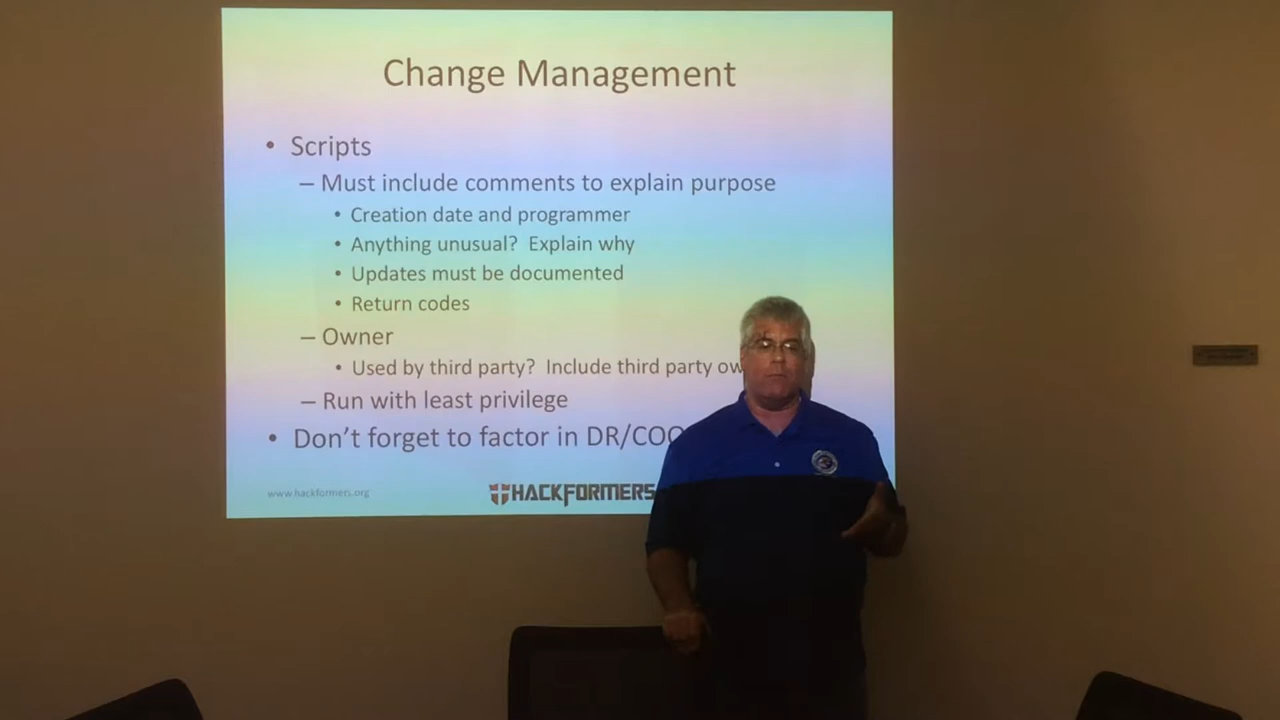 Change Management
• Scripts
– Must include comments to explain purpose
• Creation date and programmer
• Anything unusual? Explain why
• Updates must be documented
• Return codes
– Owner
• Used by third party? Include third party
– Run with least privilege
• Don't forget to factor in
www.hackformers.org
HACKFORMERS